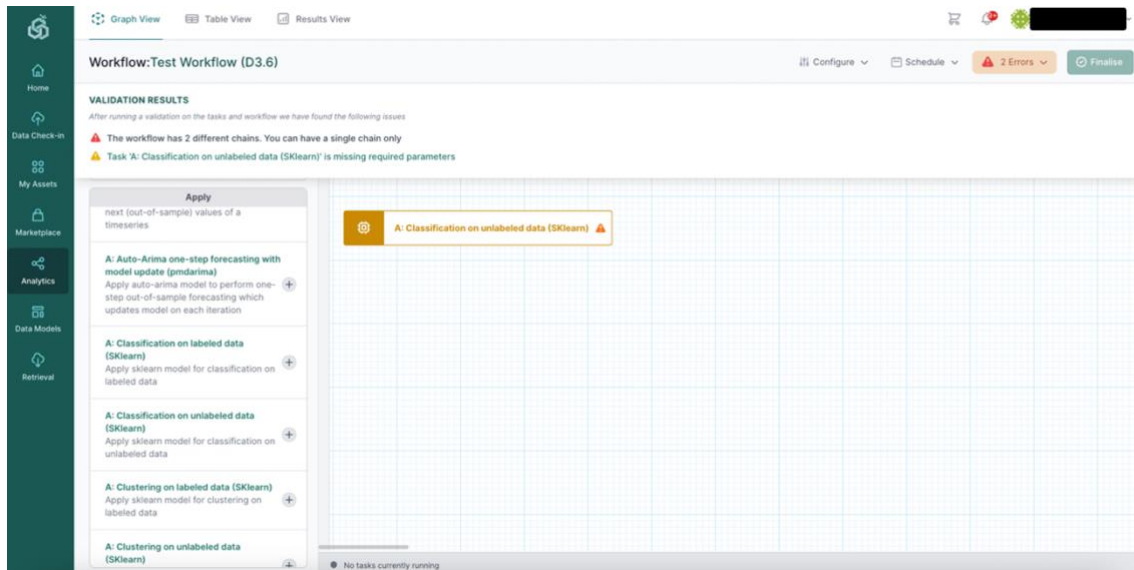 Graph View
Table View
Results View
Home
Data Check-in
My Assets
Marketplace
Analytics
Data Models
Retrieval
Workflow:Test Workflow (D3.6)
Configure
Schedule
2 Errors
Finalise
VALIDATION RESULTS
After running a validation on the tasks and workflow we have found the following issues
The workflow has 2 different chains. You can have a single chain only
Task 'A: Classification on unlabeled data (SKlearn)' is missing required parameters
Apply
next (out-of-sample) values of a
timeseries
A: Auto-Arima one-step forecasting with
model update (pmdarima)
Apply auto-arima model to perform one-
step out-of-sample forecasting which
updates model on each iteration
A: Classification on labeled data
(SKlearn)
Apply sklearn model for classification on
labeled data
A: Classification on unlabeled data
(SKlearn)
Apply sklearn model for classification on
unlabeled data
A: Clustering on labeled data (SKlearn)
Apply sklearn model for clustering on
labeled data
A: Clustering on unlabeled data
(SKlearn)
A: Classification on unlabeled data (SKlearn)
No tasks currently running